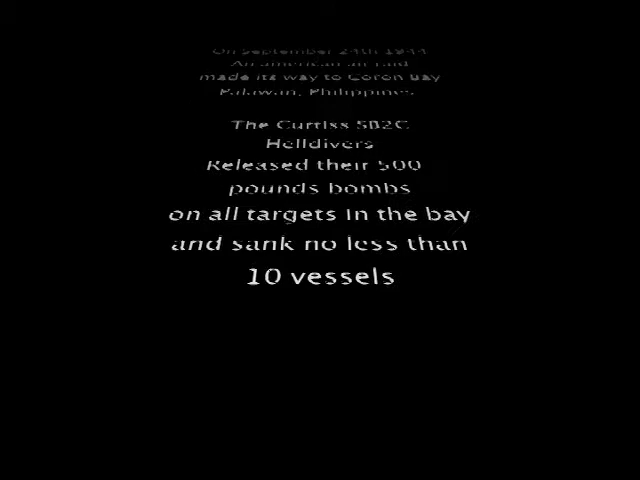 On September 24th 1944
An american air raid
made its way to Coron Bay
Palawan, Philippines
The Curtiss SB2C
Helldivers
Released their 500
pounds bombs
on all targets in the bay
and sank no less than
10 vessels